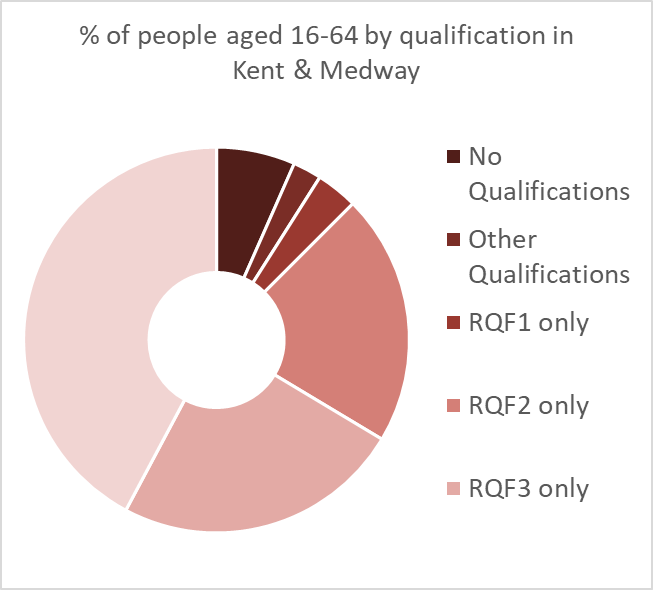 % of people aged 16-64 by qualification in
Kent & Medway
No
Qualifications
Other
Qualifications
RQF1 only
RQF2 only
RQF3 only